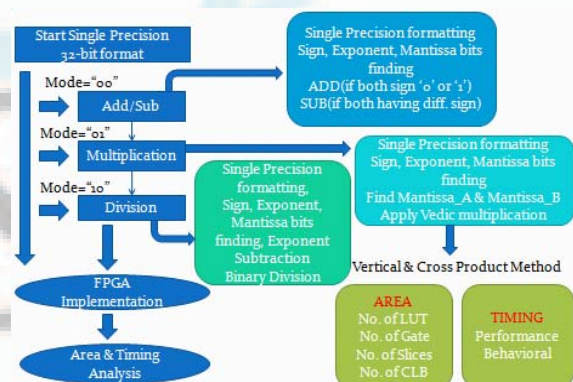 Start Single Precision
32-bit format
Mode="00"
Add/Sub
Mode="01"
Multiplication
Mode="10"
Division
FPGA
Implementation
Area & Timing
Analysis
Single Precision formatting
Sign, Exponent, Mantissa bits
finding
ADD(if both sign '0' or '1')
SUB(if both having diff. sign)
Single Precision formatting
Sign, Exponent, Mantissa bits
finding
Find Mantissa_A & Mantissa_B
Apply Vedic multiplication
Single Precision
formatting,
Sign, Exponent,
Mantissa bits
finding, Exponent
Subtraction
Binary Division
Vertical & Cross Product Method
AREA
No. of LUT
No. of Gate
No. of Slices
No. of CLB
TIMING
Performance
Behavioral